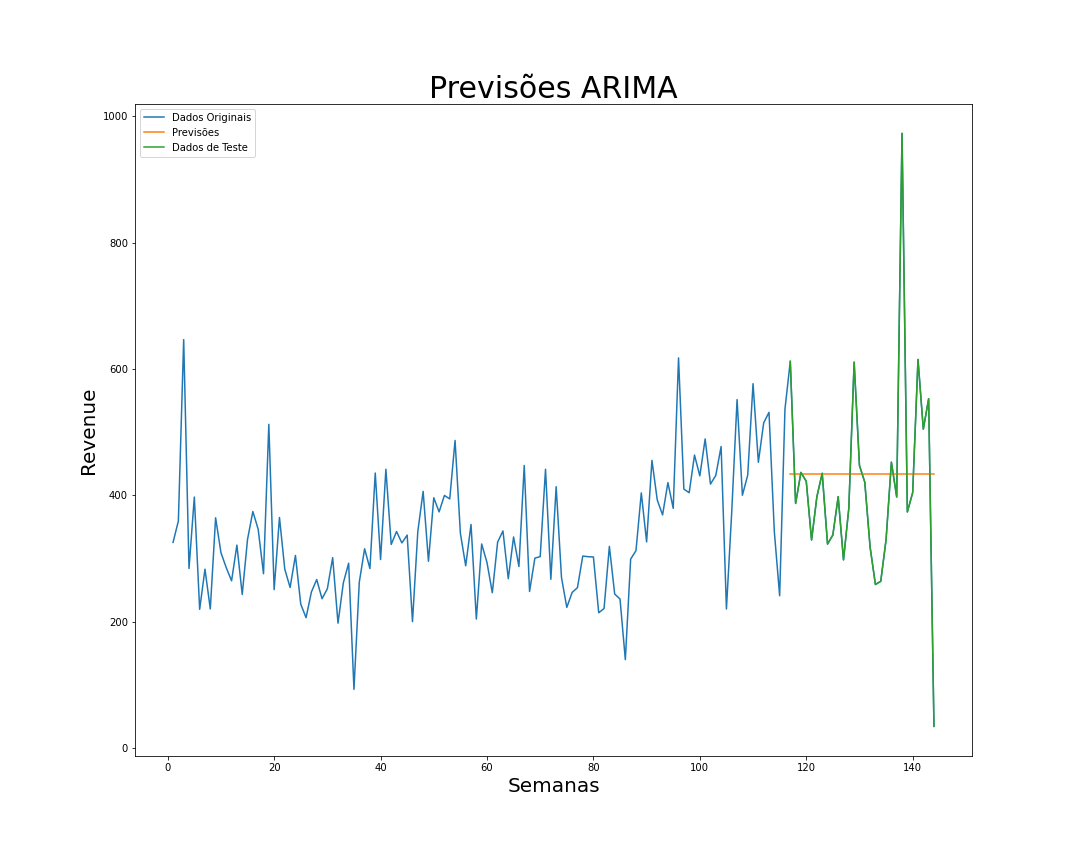 Previsões ARIMA
Dados Originais
Previsões
Dados de Teste
Revenue
1000
800
600
400
200
0
0 20 40 60 80 100 120 140
Semanas